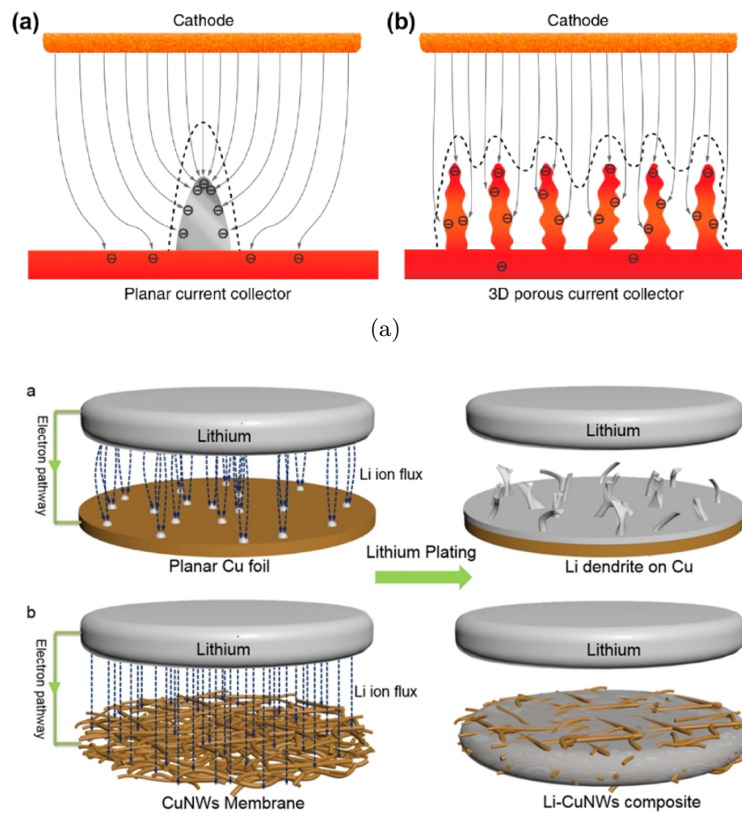 (a)
Cathode
(b)
Cathode
Planar current collector
3D porous current collector
(a)
a
Electron pathway
Lithium
Li ion flux
Planar Cu foil
Lithium Plating
Lithium
Li dendrite on Cu
b
Electron pathway
Lithium
Li ion flux
CuNWs Membrane
Lithium
Li-CuNWs composite